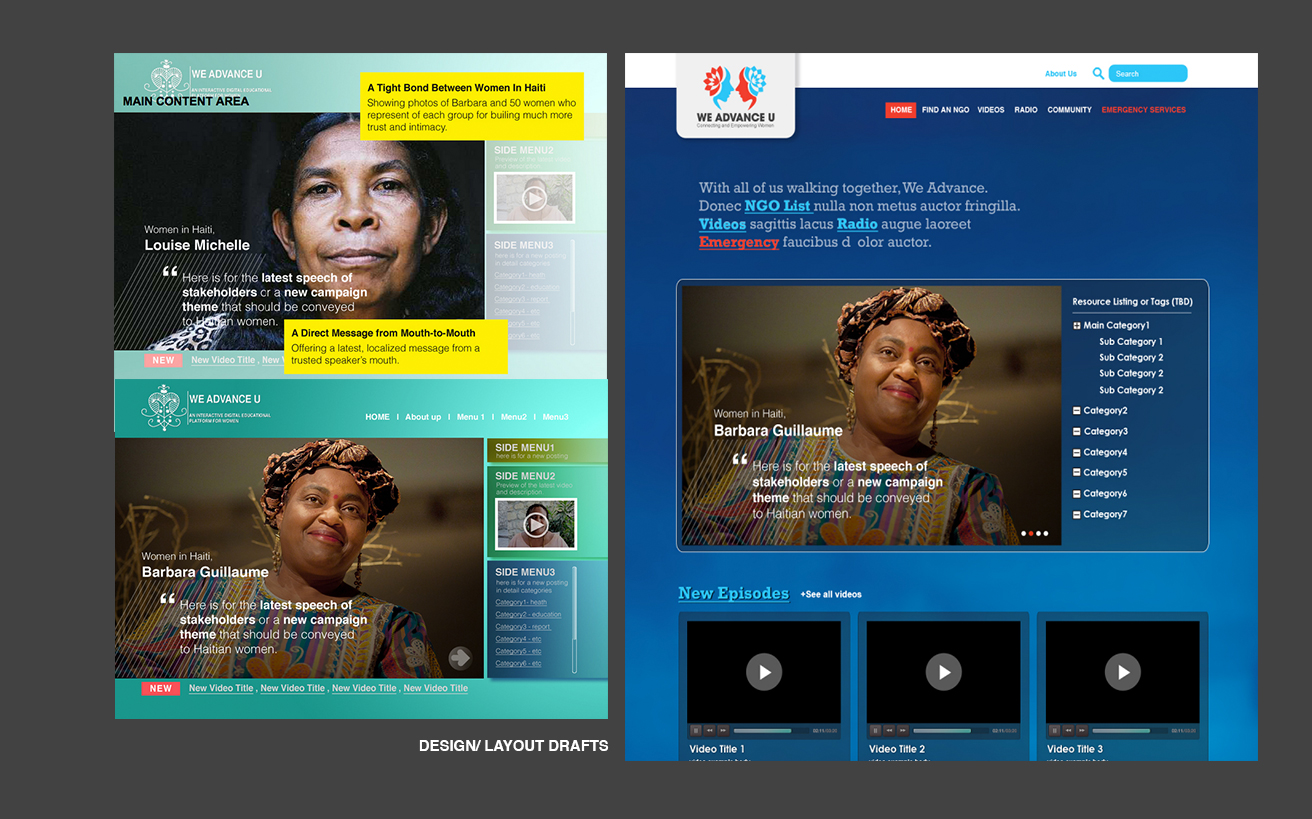 WE ADVANCE U
AN INTERACTIVE DIGITAL EDUCATIONAL
MAIN CONTENT AREA
A Tight Bond Between Women In Haiti
Showing photos of Barbara and 50 women who
represent of each group for builing much more
trust and intimacy.
SIDE MENU2
Preview of the latest video
and description.
SIDE MENU3
here is for a new posting
in detail categories
Category1- heath
Category2 - education
Category3 - report
Category4 - etc
- etc
- etc
Women in Haiti,
Louise Michelle
“ Here is for the latest speech of
stakeholders or a new campaign
theme that should be conveyed
to Haitian women.
A Direct Message from Mouth-to-Mouth
Offering a latest, localized message from a
trusted speaker's mouth.
NEW New Video Title , New V
WE ADVANCE U
AN INTERACTIVE DIGITAL EDUCATIONAL
PLATFORM FOR WOMEN
HOME I About up I Menu 1 I Menu2 I Menu3
SIDE MENU1
here is for a new posting
SIDE MENU2
Preview of the latest video
and description.
SIDE MENU3
here is for a new posting
in detail categories
Category1- heath
Category2 - education
Category3 - report
Category4 - etc
Category5 - etc
Category6 - etc
Women in Haiti,
Barbara Guillaume
“ Here is for the latest speech of
stakeholders or a new campaign
theme that should be conveyed
to Haitian women.
NEW New Video Title , New Video Title , New Video Title , New Video Title
DESIGN/ LAYOUT DRAFTS
WE ADVANCE U
Connecting and Empowering Women
About Us Search
HOME FIND AN NGO VIDEOS RADIO COMMUNITY EMERGENCY SERVICES
With all of us walking together, We Advance.
Donec NGO List nulla non metus auctor fringilla.
Videos sagittis lacus Radio augue laoreet
Emergency faucibus d olor auctor.
Women in Haiti,
Barbara Guillaume
“ Here is for the latest speech of
stakeholders or a new campaign
theme that should be conveyed
to Haitian women.
Resource Listing or Tags (TBD)
Main Category1
Sub Category 1
Sub Category 2
Sub Category 2
Sub Category 2
Category2
Category3
Category4
Category5
Category6
Category7
New Episodes +See all videos
Video Title 1
Video Title 2
Video Title 3